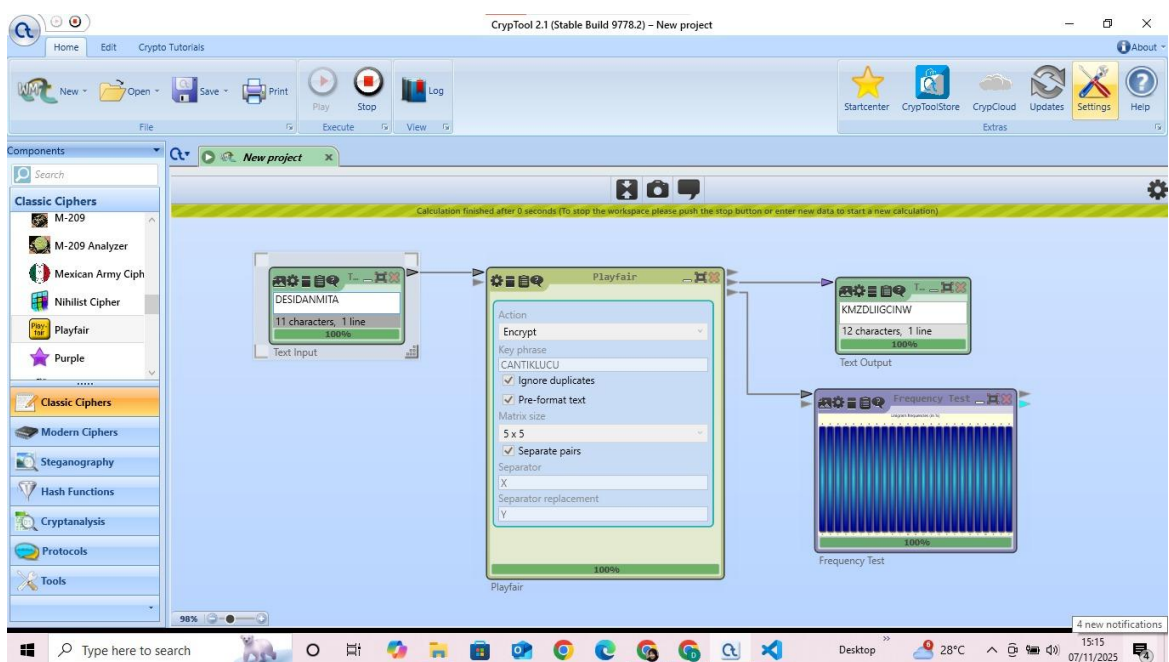 CrypTool 2.1 (Stable Build 9778.2) – New project
Home Edit Crypto Tutorials About
New Open Save Print Play Stop Log Startcenter CrypToolStore CrypCloud Updates Settings Help
File Execute View Extras
Components
New project
Search
Classic Ciphers
M-209
M-209 Analyzer
Mexican Army Ciph
Nihilist Cipher
Playfair
Purple
Classic Ciphers
Modern Ciphers
Steganography
Hash Functions
Cryptanalysis
Protocols
Tools
Calculation finished after 0 seconds (To stop the workspace please push the stop button or enter new data to start a new calculation)
T...
DESIDANMITA
11 characters, 1 line
100%
Text Input
Playfair
Action
Encrypt
Key phrase
CANTIKLUCU
Ignore duplicates
Pre-format text
Matrix size
5 x 5
Separate pairs
Separator
X
Separator replacement
Y
100%
Playfair
T...
KMZDLIIGCINW
12 characters, 1 line
100%
Text Output
Frequency Test
100%
Frequency Test
98%
4 new notifications
Type here to search
Desktop
28°C
15:15
07/11/2025